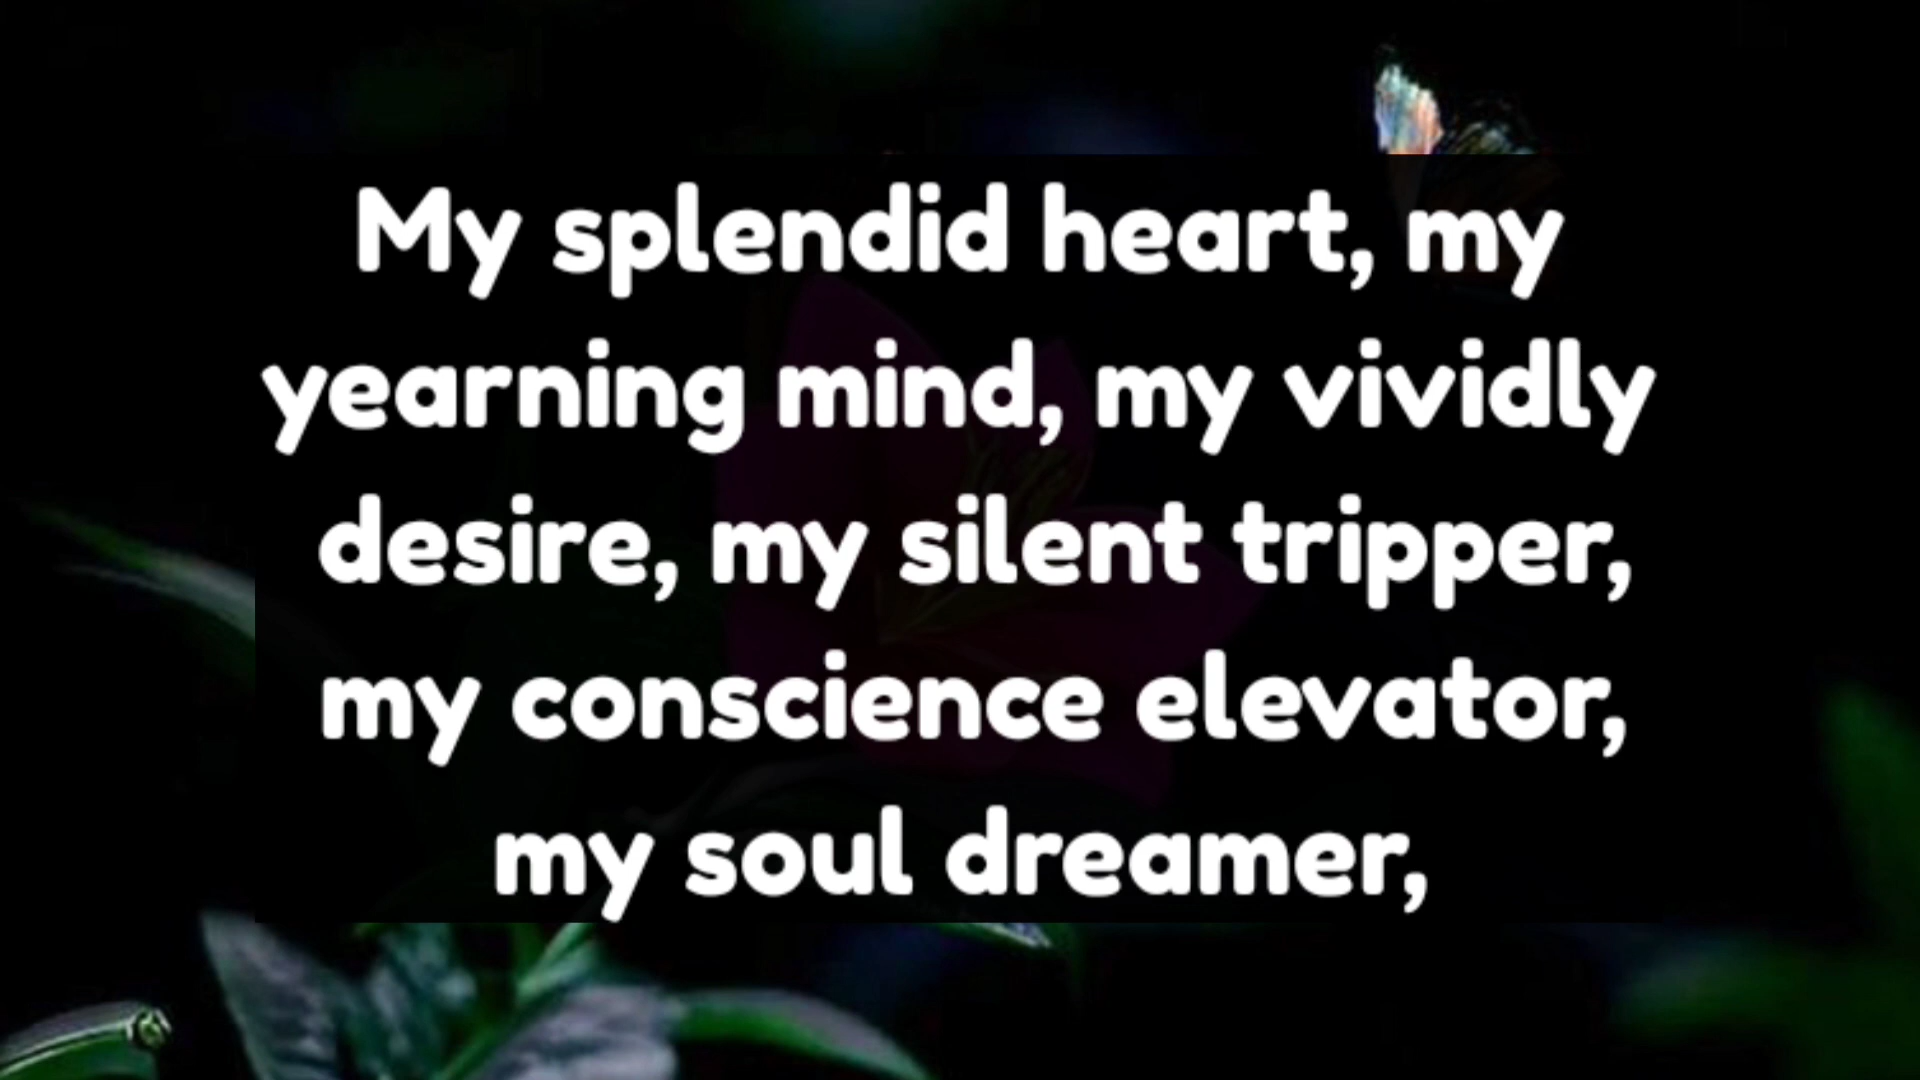 My splendid heart, my
yearning mind, my vividly
desire, my silent tripper,
my conscience elevator,
my soul dreamer,